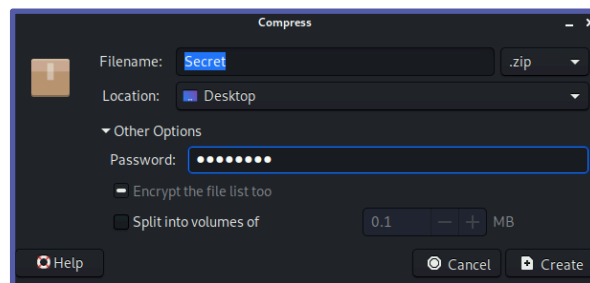 Compress
Filename: Secret .zip
Location: Desktop
Other Options
Password: ••••••••
Encrypt the file list too
Split into volumes of 0.1 MB
Help Cancel Create